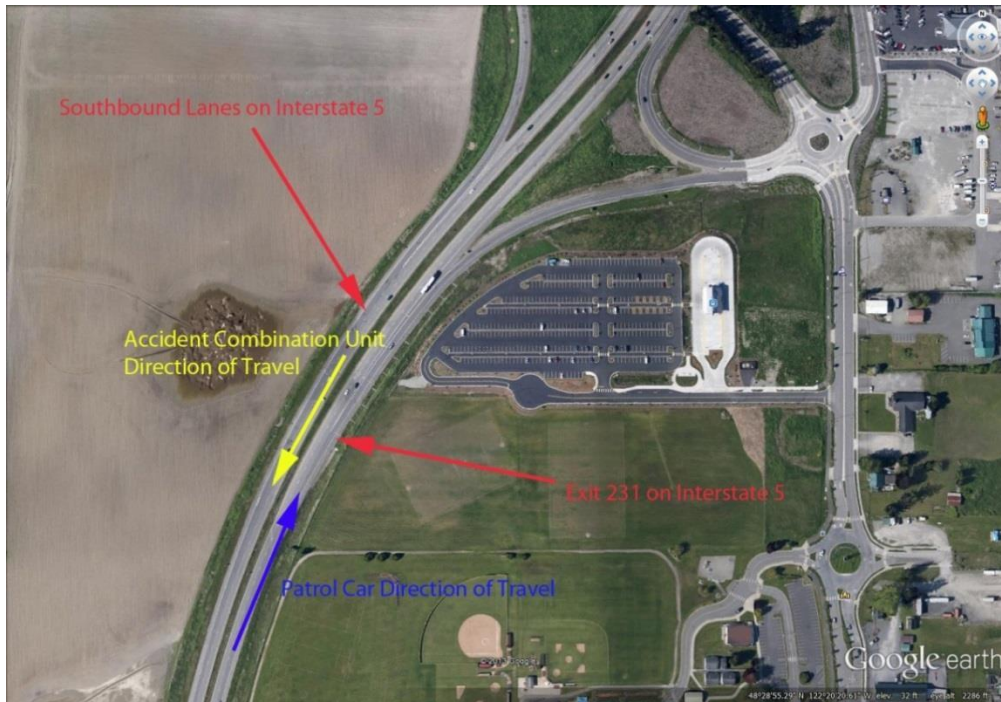 Southbound Lanes on Interstate 5
Accident Combination Unit
Direction of Travel
Exit 231 on Interstate 5
Patrol Car Direction of Travel
Google earth